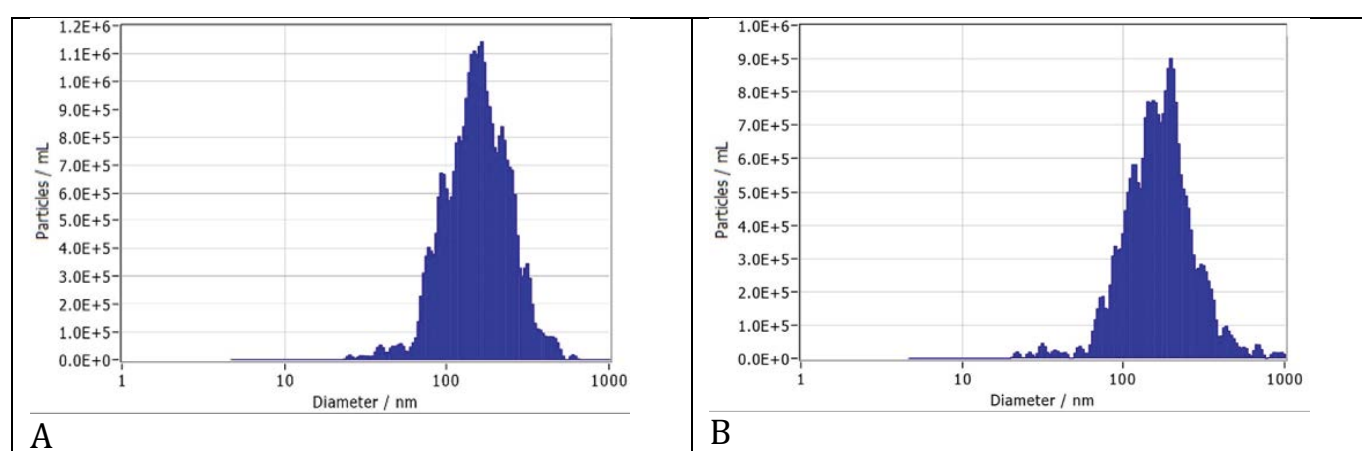 1.2E+6
1.1E+6
1.0E+6
9.0E+5
8.0E+5
7.0E+5
6.0E+5
5.0E+5
4.0E+5
3.0E+5
2.0E+5
1.0E+5
0.0E+0
Particles / mL
1 10 100 1000
Diameter / nm
A
1.0E+6
9.0E+5
8.0E+5
7.0E+5
6.0E+5
5.0E+5
4.0E+5
3.0E+5
2.0E+5
1.0E+5
0.0E+0
Particles / mL
1 10 100 1000
Diameter / nm
B